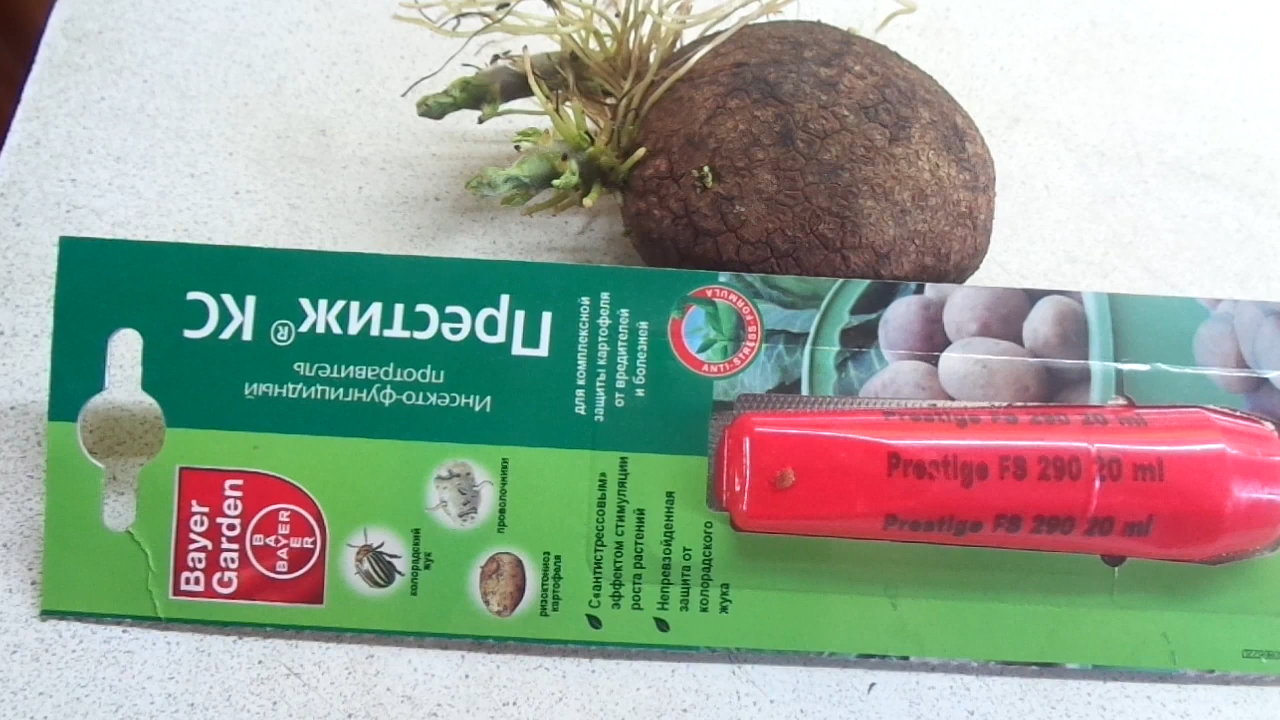 Престиж® КС
Инсекто-фунгицидный
протравитель
для комплексной
защиты картофеля
от вредителей
и болезней
ANTI-STRESS-FORMULA
Bayer
Garden
BAYER
BAYER
проволочники
колорадский
жук
ризоктониоз
картофеля
С «антистрессовым»
эффектом стимуляции
роста растений
Непревзойденная
защита от
колорадского
жука
Prestige FS 290 20 ml
Prestige FS 290 20 ml
Prestige FS 290 20 ml